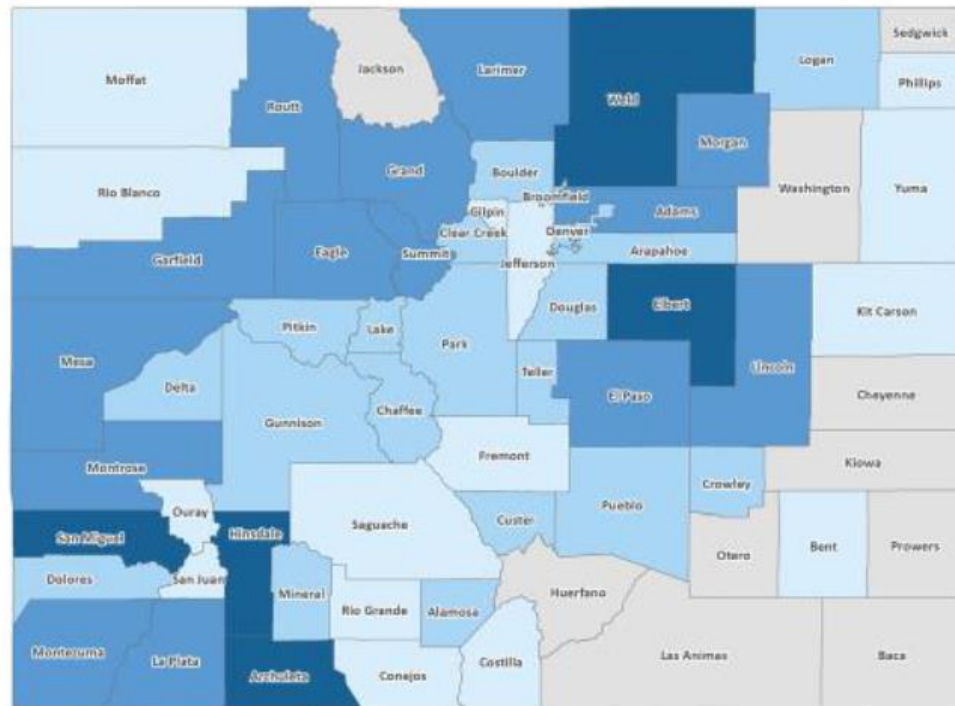 Sedgwick
Moffat
Jackson
Larimer
Logan
Phillips
Weld
Routt
Morgan
Grand
Boulder
Rio Blanco
Washington
Yuma
Broomfield
Gilpin
Adams
Clear Creek
Denver
Eagle
Summit
Arapahoe
Garfield
Jefferson
Elbert
Douglas
Kit Carson
Pitkin
Lake
Park
Mesa
Lincoln
Teller
Delta
Cheyenne
El Paso
Chaffee
Gunnison
Fremont
Kiowa
Montrose
Crowley
Ouray
Pueblo
Saguache
Custer
Hinsdale
San Miguel
Otero
Bent
Prowers
San Juan
Dolores
Mineral
Huerfano
Rio Grande
Alamosa
Montezuma
La Plata
Costilla
Las Animas
Baca
Archuleta
Conejos